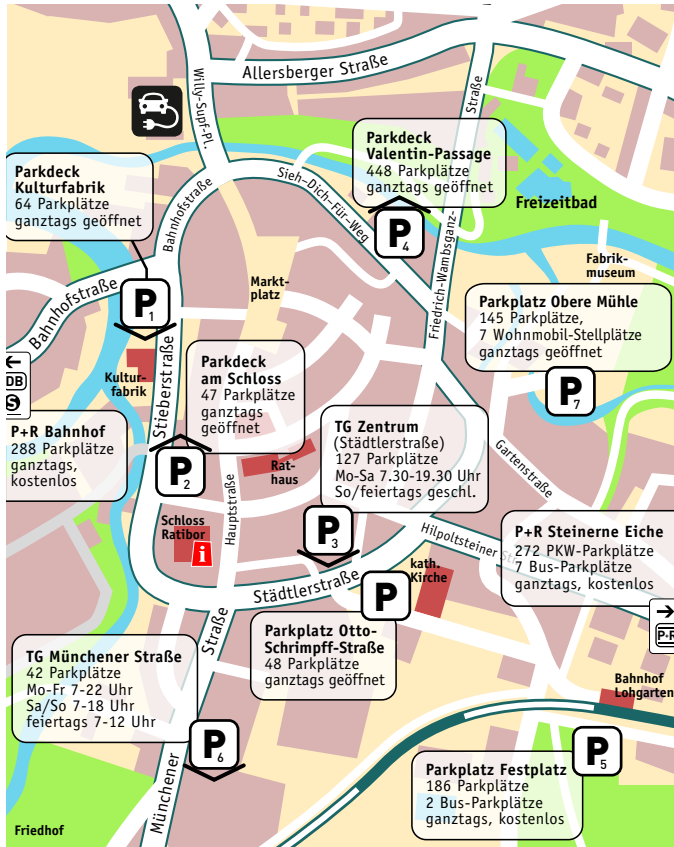 Allersberger Straße
Willy-Supf-Pl.
Straße
Parkdeck
Valentin-Passage
448 Parkplätze
ganztags geöffnet
Parkdeck
Kulturfabrik
64 Parkplätze
ganztags geöffnet
Bahnhofstraße
Sieh-Dich-Für-Weg
P4
Freizeitbad
Friedrich-Wambsganz-
Fabrik-
museum
Bahnhofstraße
P1
Markt-
platz
Parkplatz Obere Mühle
145 Parkplätze,
7 Wohnmobil-Stellplätze
ganztags geöffnet
P7
Stieberstraße
Kultur-
fabrik
Parkdeck
am Schloss
47 Parkplätze
ganztags
geöffnet
←
DB
S
P+R Bahnhof
288 Parkplätze
ganztags,
kostenlos
P2
Rat-
haus
Hauptstraße
TG Zentrum
(Städtlerstraße)
127 Parkplätze
Mo-Sa 7.30-19.30 Uhr
So/feiertags geschl.
Gartenstraße
Schloss
Ratibor
i
P3
Hilpoltsteiner
P+R Steinerne Eiche
272 PKW-Parkplätze
7 Bus-Parkplätze
ganztags, kostenlos
→
P+R
kath.
Kirche
Städtlerstraße
P
Parkplatz Otto-
Schrimpff-Straße
48 Parkplätze
ganztags geöffnet
Straße
TG Münchener Straße
42 Parkplätze
Mo-Fr 7-22 Uhr
Sa/So 7-18 Uhr
feiertags 7-12 Uhr
Bahnhof
Lohgarten
P6
P5
Parkplatz Festplatz
186 Parkplätze
2 Bus-Parkplätze
ganztags, kostenlos
Münchener
Friedhof